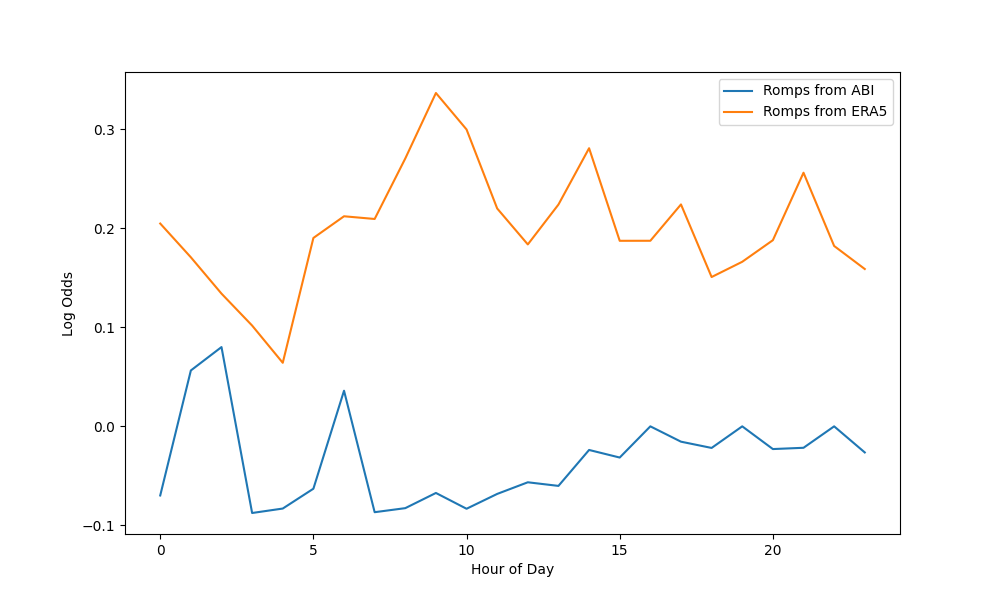 Romps from ABI
Romps from ERA5
0.3
0.2
0.1
0.0
−0.1
Log Odds
0 5 10 15 20
Hour of Day